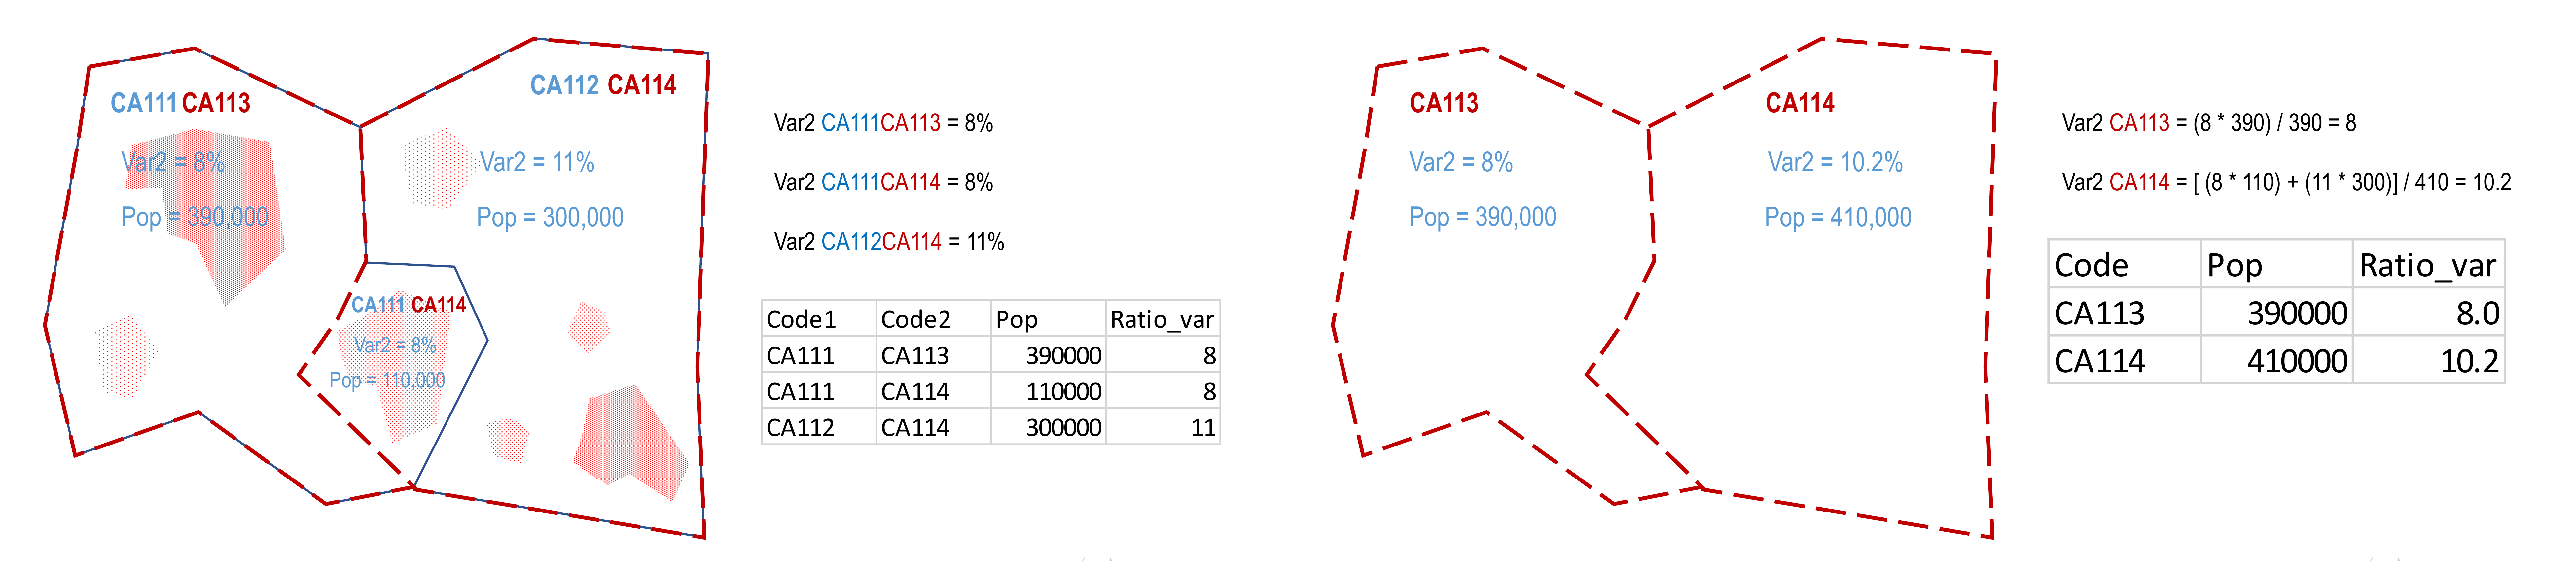 CA111 CA113
Var2 = 8%
Pop = 390,000
CA112 CA114
Var2 = 11%
Pop = 300,000
CA111 CA114
Var2 = 8%
Pop = 110,000
Var2 CA111CA113 = 8%
Var2 CA111CA114 = 8%
Var2 CA112CA114 = 11%
Code1 Code2 Pop Ratio_var
CA111 CA113 390000 8
CA111 CA114 110000 8
CA112 CA114 300000 11
CA113
Var2 = 8%
Pop = 390,000
CA114
Var2 = 10.2%
Pop = 410,000
Var2 CA113 = (8 * 390) / 390 = 8
Var2 CA114 = [ (8 * 110) + (11 * 300)] / 410 = 10.2
Code Pop Ratio_var
CA113 390000 8.0
CA114 410000 10.2